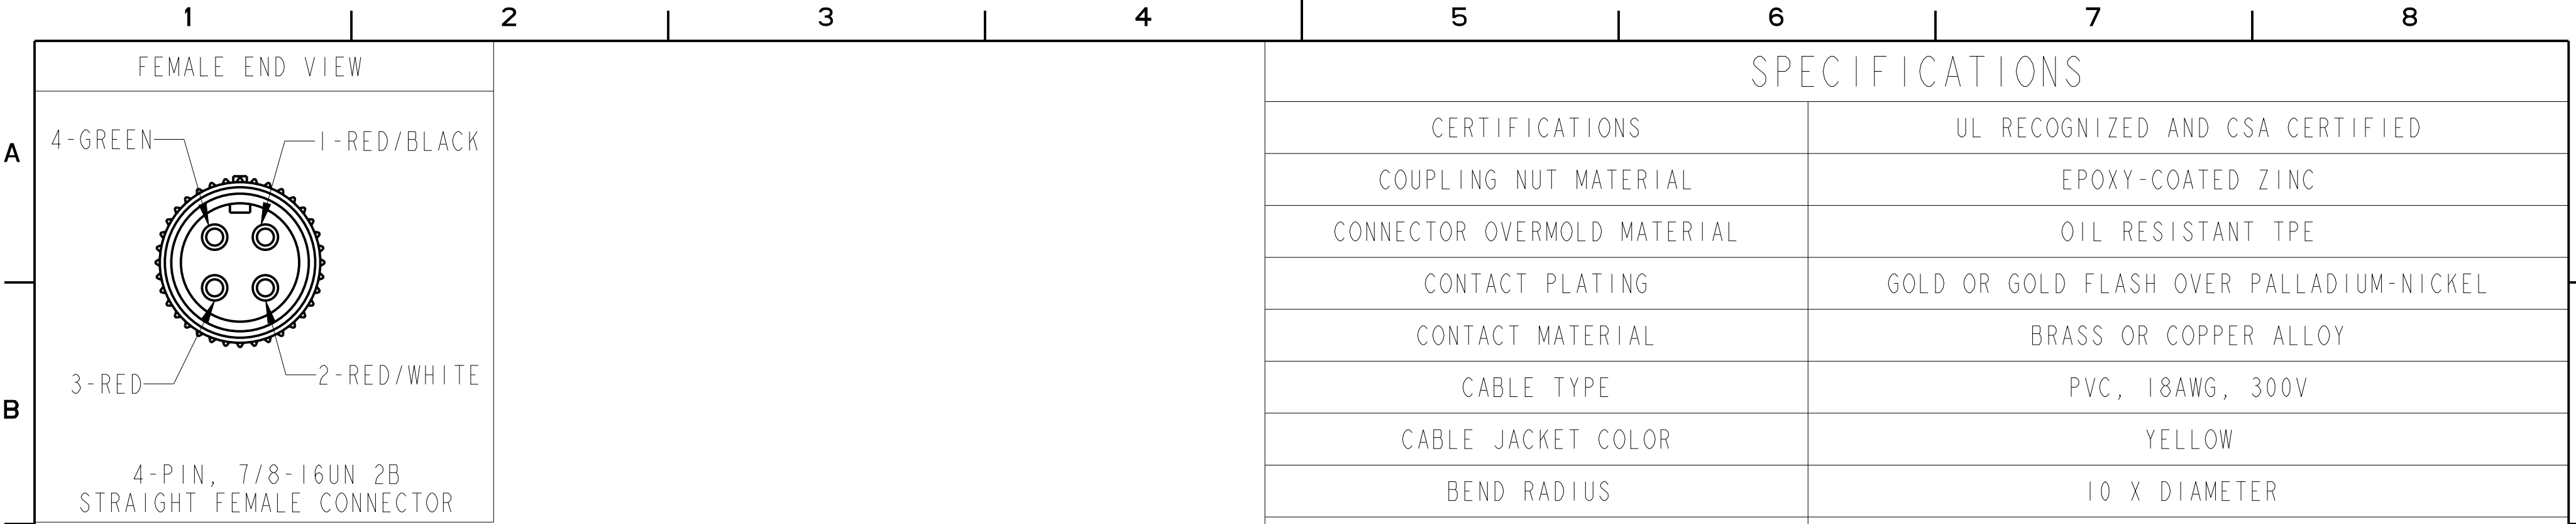 1 2 3 4 5 6 7 8
A
B
FEMALE END VIEW
4-GREEN
1-RED/BLACK
3-RED
2-RED/WHITE
4-PIN, 7/8-16UN 2B
STRAIGHT FEMALE CONNECTOR
SPECIFICATIONS
CERTIFICATIONS UL RECOGNIZED AND CSA CERTIFIED
COUPLING NUT MATERIAL EPOXY-COATED ZINC
CONNECTOR OVERMOLD MATERIAL OIL RESISTANT TPE
CONTACT PLATING GOLD OR GOLD FLASH OVER PALLADIUM-NICKEL
CONTACT MATERIAL BRASS OR COPPER ALLOY
CABLE TYPE PVC, 18AWG, 300V
CABLE JACKET COLOR YELLOW
BEND RADIUS 10 X DIAMETER